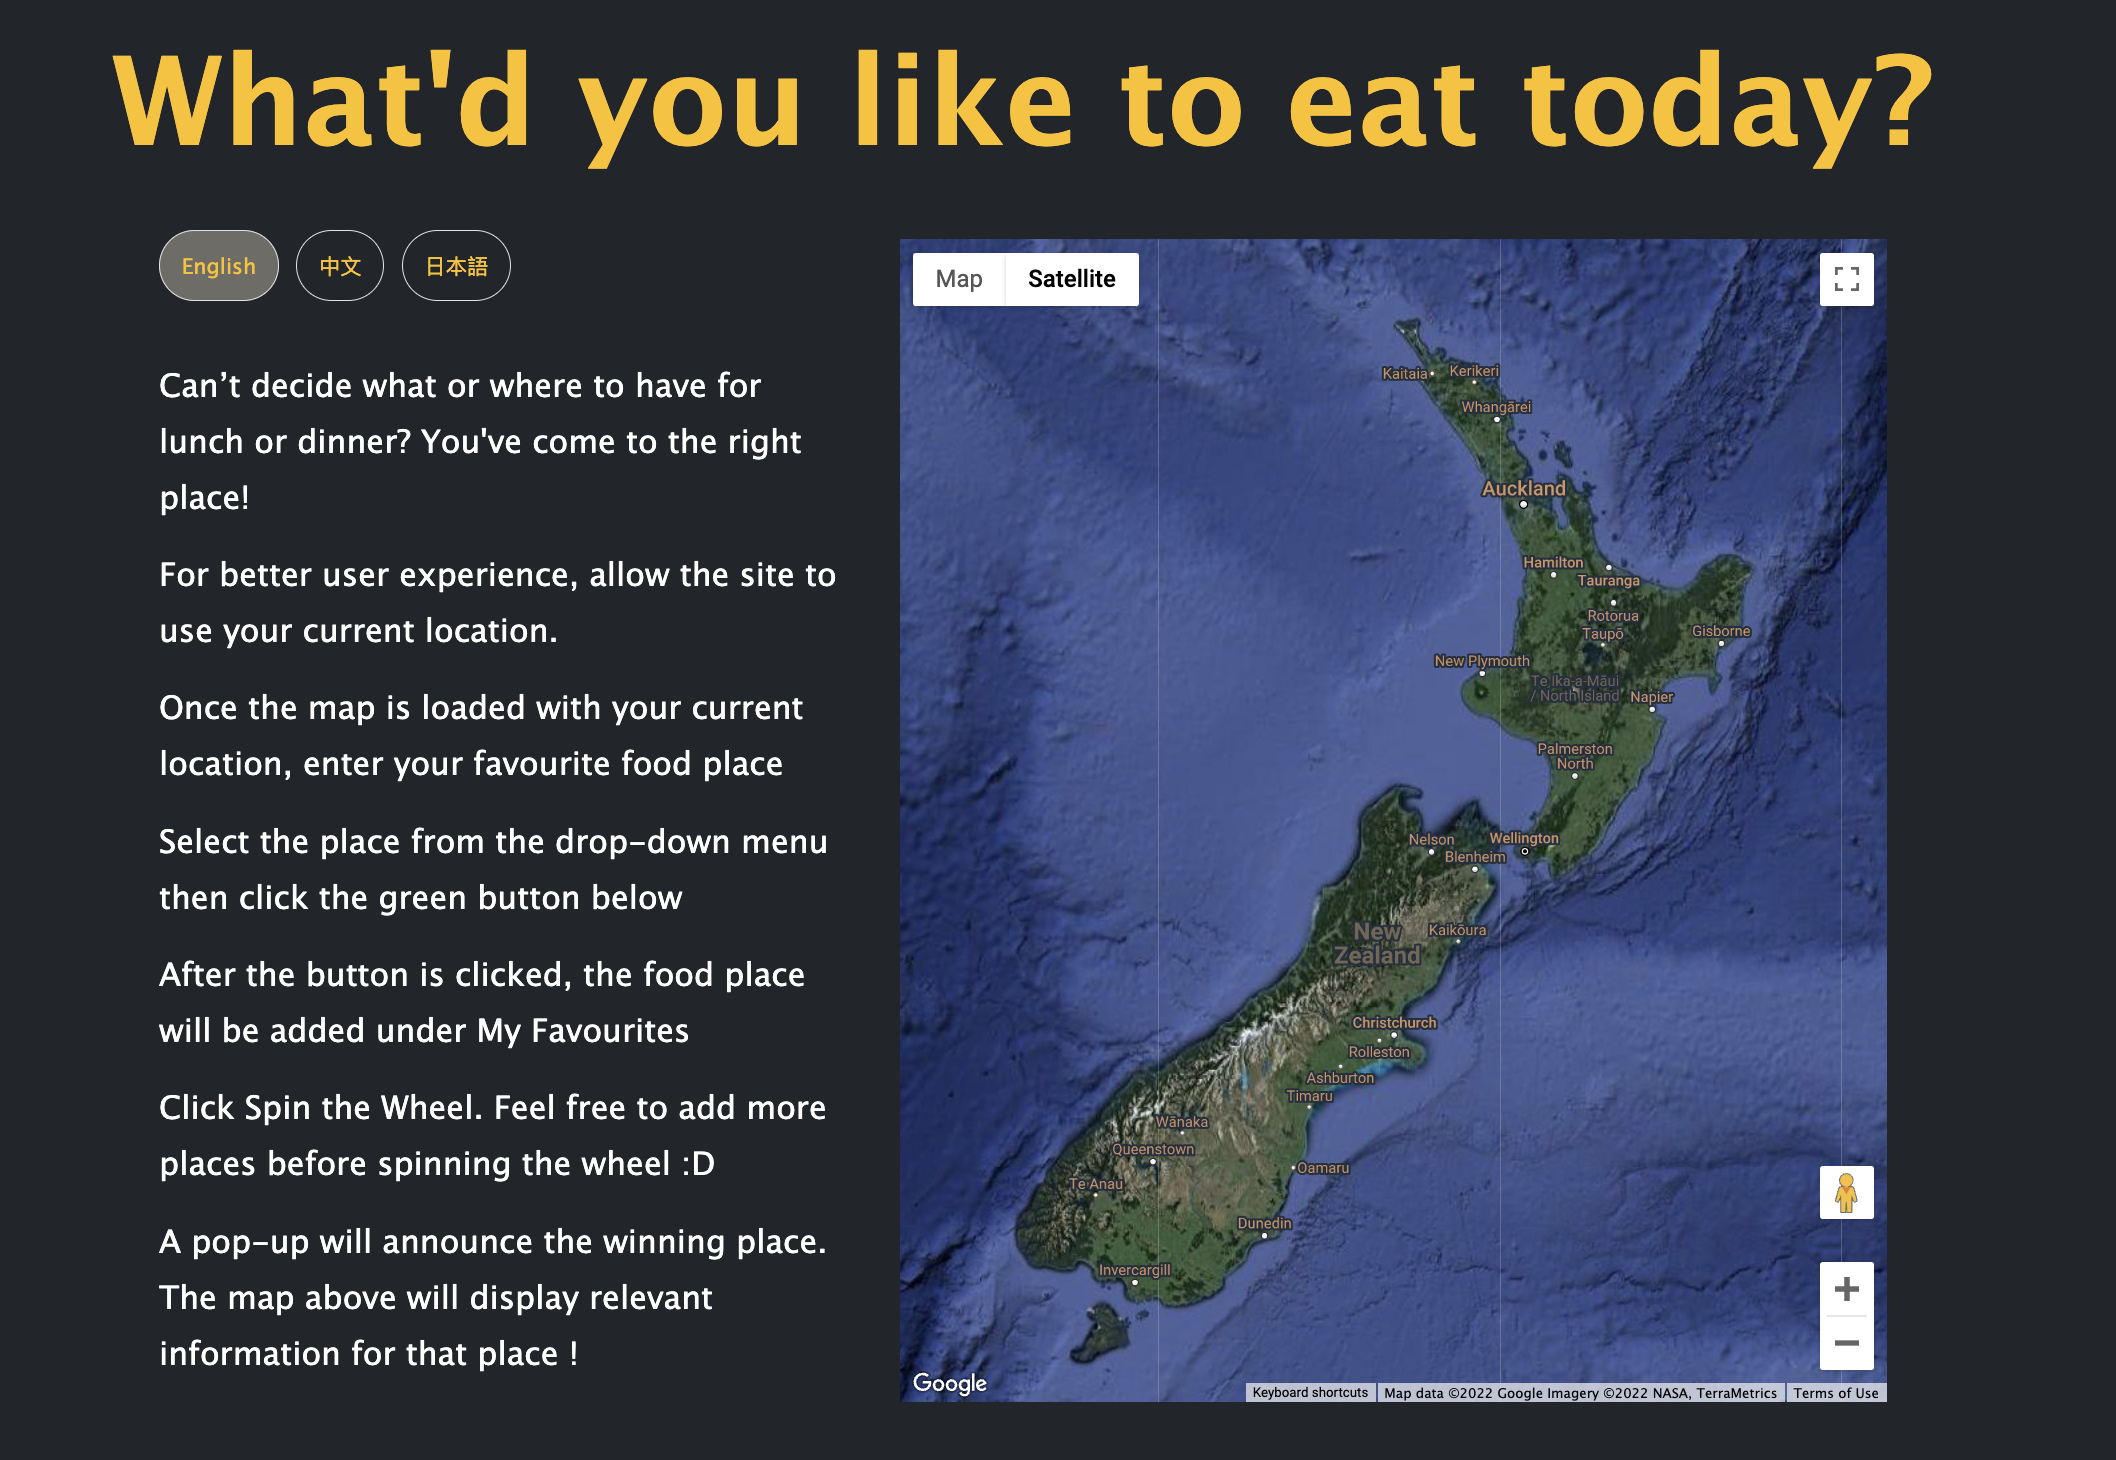 What'd you like to eat today?
English
中文
日本語
Can’t decide what or where to have for
lunch or dinner? You've come to the right
place!
For better user experience, allow the site to
use your current location.
Once the map is loaded with your current
location, enter your favourite food place
Select the place from the drop-down menu
then click the green button below
After the button is clicked, the food place
will be added under My Favourites
Click Spin the Wheel. Feel free to add more
places before spinning the wheel :D
A pop-up will announce the winning place.
The map above will display relevant
information for that place !
Map
Satellite
Kaitaia
Kerikeri
Whangārei
Auckland
Hamilton
Tauranga
Rotorua
Taupō
Gisborne
New Plymouth
Te Ika-a-Māui
/ North Island
Napier
Palmerston
North
Nelson
Wellington
Blenheim
New
Zealand
Kaikōura
Christchurch
Rolleston
Ashburton
Timaru
Wānaka
Queenstown
Oamaru
Te Anau
Dunedin
Invercargill
Google
Keyboard shortcuts
Map data ©2022 Google Imagery ©2022 NASA, TerraMetrics
Terms of Use